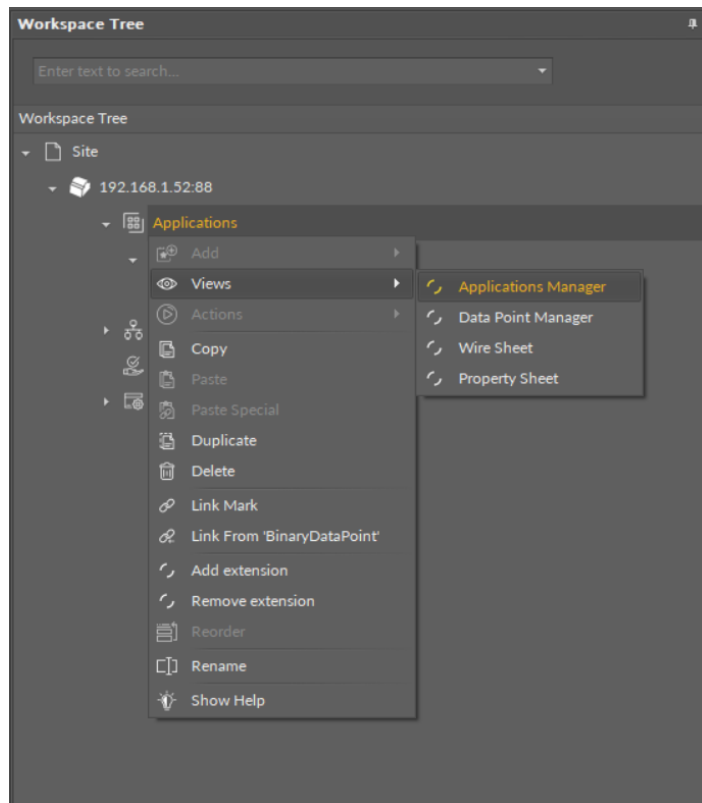 Workspace Tree
Enter text to search...
Workspace Tree
Site
192.168.1.52:88
Applications
Add
Views
Actions
Copy
Paste
Paste Special
Duplicate
Delete
Link Mark
Link From 'BinaryDataPoint'
Add extension
Remove extension
Reorder
Rename
Show Help
Applications Manager
Data Point Manager
Wire Sheet
Property Sheet